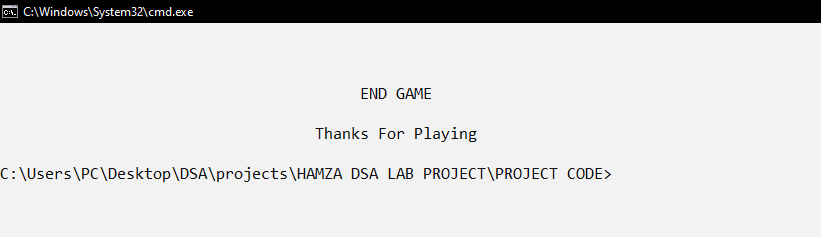 C:\Windows\System32\cmd.exe
END GAME
Thanks For Playing
C:\Users\PC\Desktop\DSA\projects\HAMZA DSA LAB PROJECT\PROJECT CODE>